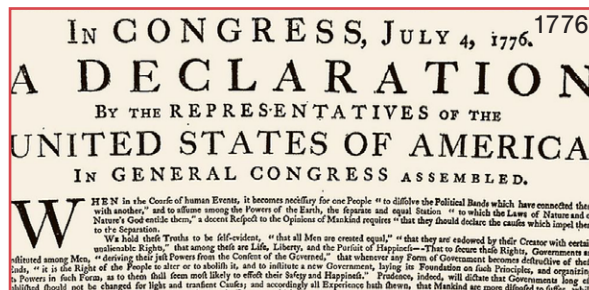 IN CONGRESS, JULY 4, 1776.
1776
A DECLARATION
BY THE REPRESENTATIVES OF THE
UNITED STATES OF AMERICA
IN GENERAL CONGRESS ASSEMBLED.
WHEN in the Courſe of human Events, it becomes neceſſary for one People "to diſſolve the Political Bands which have connected them
with another," and to aſſume among the Powers of the Earth, the ſeparate and equal Station "to which the Laws of Nature and
Nature's God entitle them," a decent Reſpect to the Opinions of Mankind requires "that they ſhould declare the cauſes which impel
to the Separation.
We hold theſe Truths to be ſelf-evident, "that all Men are created equal," "that they are endowed by their Creator with certai
unalienable Rights," that among theſe are Life, Liberty, and the Purſuit of Happineſs—That to ſecure theſe Rights, Governments
nſtituted among Men, "deriving their juſt Powers from the Conſent of the Governed," that whenever any Form of Government becomes deſtructive of theſe
Ends, "it is the Right of the People to alter or to aboliſh it, and to inſtitute a new Government, laying its Foundation on ſuch Principles, and organizin
Powers in ſuch Form, as to them ſhall ſeem moſt likely to effect their Safety and Happineſs." Prudence, indeed, will dictate that Governments long
ſhould not be changed for light and tranſient Cauſes; and accordingly all Experience hath ſhewn, that Mankind are more diſpoſed to ſuffer